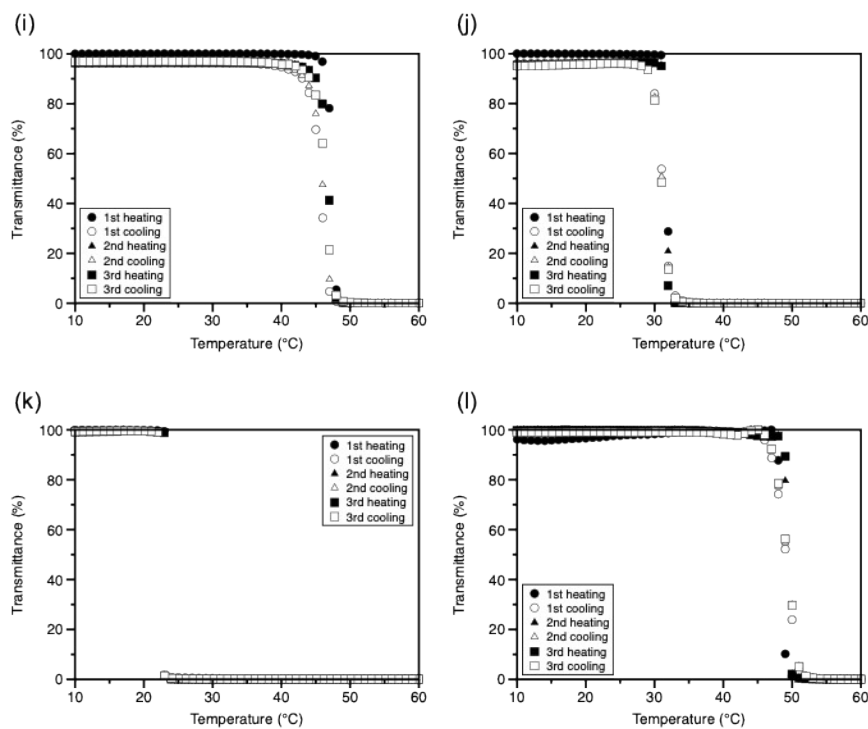 (i)
100
80
60
40
20
0
Transmittance (%)
1st heating
1st cooling
2nd heating
2nd cooling
3rd heating
3rd cooling
10 20 30 40 50 60
Temperature (°C)
(j)
100
80
60
40
20
0
Transmittance (%)
1st heating
1st cooling
2nd heating
2nd cooling
3rd heating
3rd cooling
10 20 30 40 50 60
Temperature (°C)
(k)
100
80
60
40
20
0
Transmittance (%)
1st heating
1st cooling
2nd heating
2nd cooling
3rd heating
3rd cooling
10 20 30 40 50 60
Temperature (°C)
(l)
100
80
60
40
20
0
Transmittance (%)
1st heating
1st cooling
2nd heating
2nd cooling
3rd heating
3rd cooling
10 20 30 40 50 60
Temperature (°C)